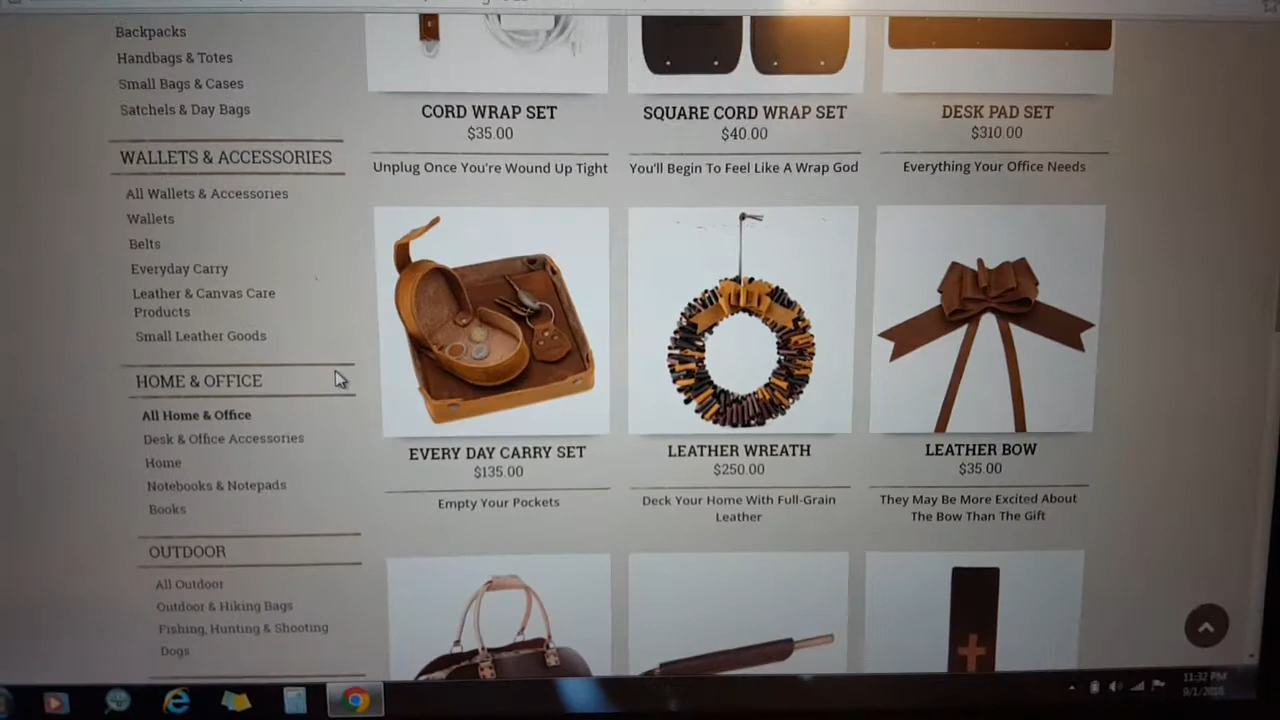 Backpacks
Handbags & Totes
Small Bags & Cases
Satchels & Day Bags
WALLETS & ACCESSORIES
All Wallets & Accessories
Wallets
Belts
Everyday Carry
Leather & Canvas Care
Products
Small Leather Goods
HOME & OFFICE
All Home & Office
Desk & Office Accessories
Home
Notebooks & Notepads
Books
OUTDOOR
All Outdoor
Outdoor & Hiking Bags
Fishing, Hunting & Shooting
Dogs
CORD WRAP SET
$35.00
Unplug Once You're Wound Up Tight
SQUARE CORD WRAP SET
$40.00
You'll Begin To Feel Like A Wrap God
DESK PAD SET
$310.00
Everything Your Office Needs
EVERY DAY CARRY SET
$135.00
Empty Your Pockets
LEATHER WREATH
$250.00
Deck Your Home With Full-Grain
Leather
LEATHER BOW
$35.00
They May Be More Excited About
The Bow Than The Gift
11:32 PM